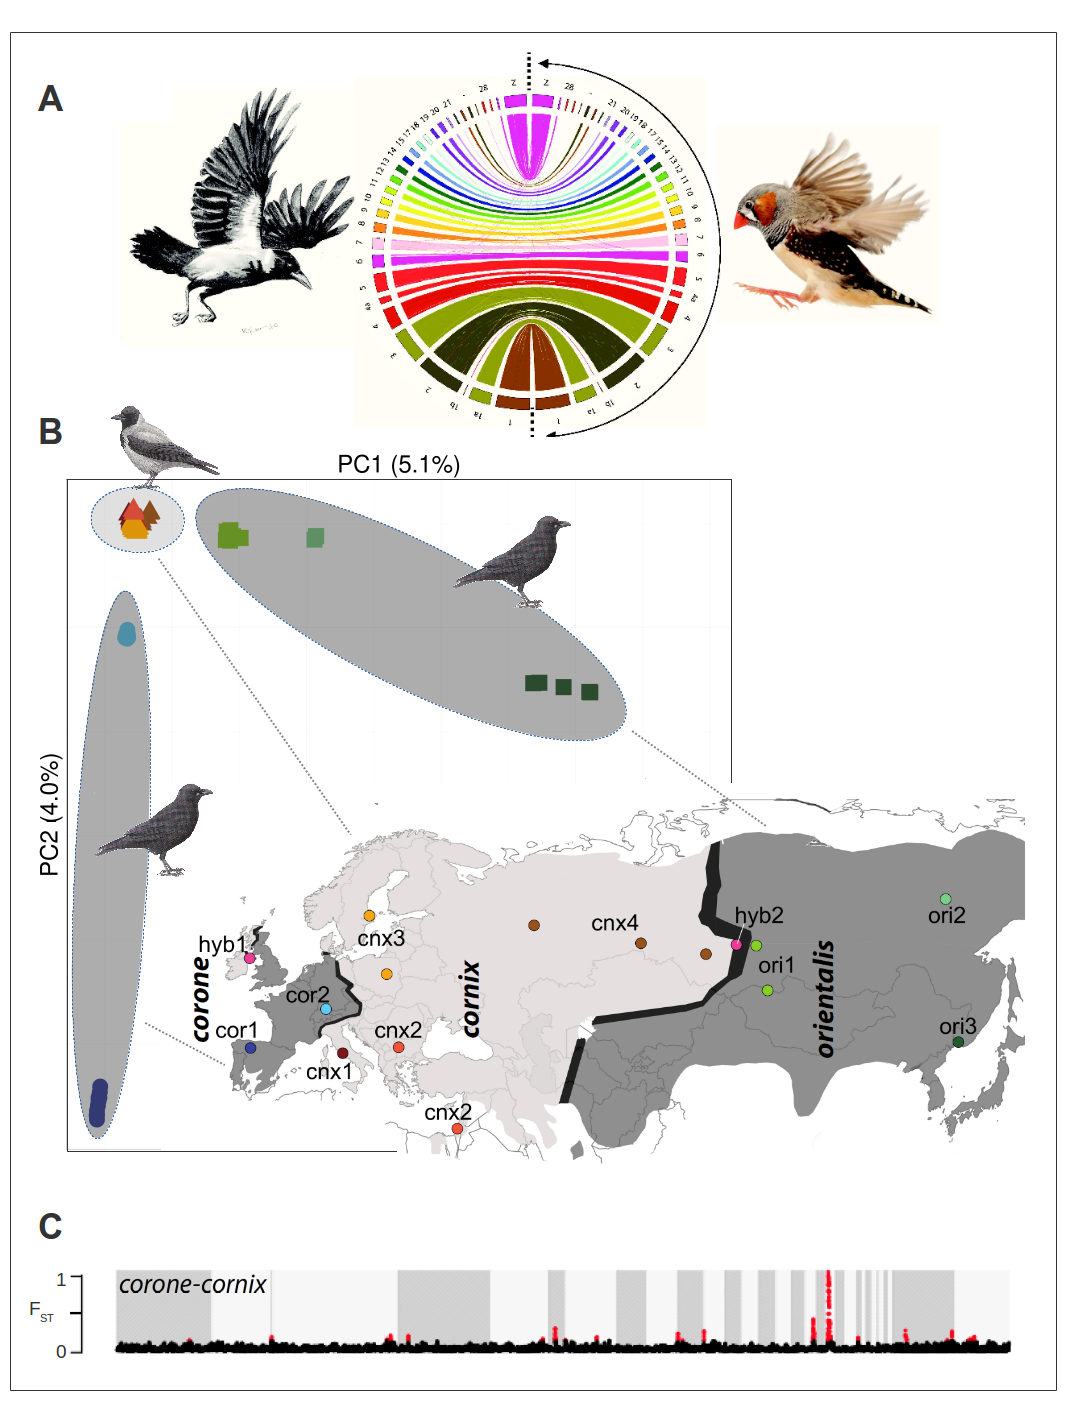 A
Z Z
28 28
- -
21 21
20 20
19 19
18 18
17 17
15 15
14 14
13 13
12 12
11 11
10 10
9 9
8 8
7 7
6 6
5 5
4a 4a
4 4
3 3
2 2
1b 1b
1a 1a
1 1
B
PC1 (5.1%)
PC2 (4.0%)
hyb1
corone
cor1
cor2
cnx3
cnx2
cnx1
cnx2
cornix
cnx4
hyb2
ori1
orientalis
ori2
ori3
C
corone-cornix
1
FST
0